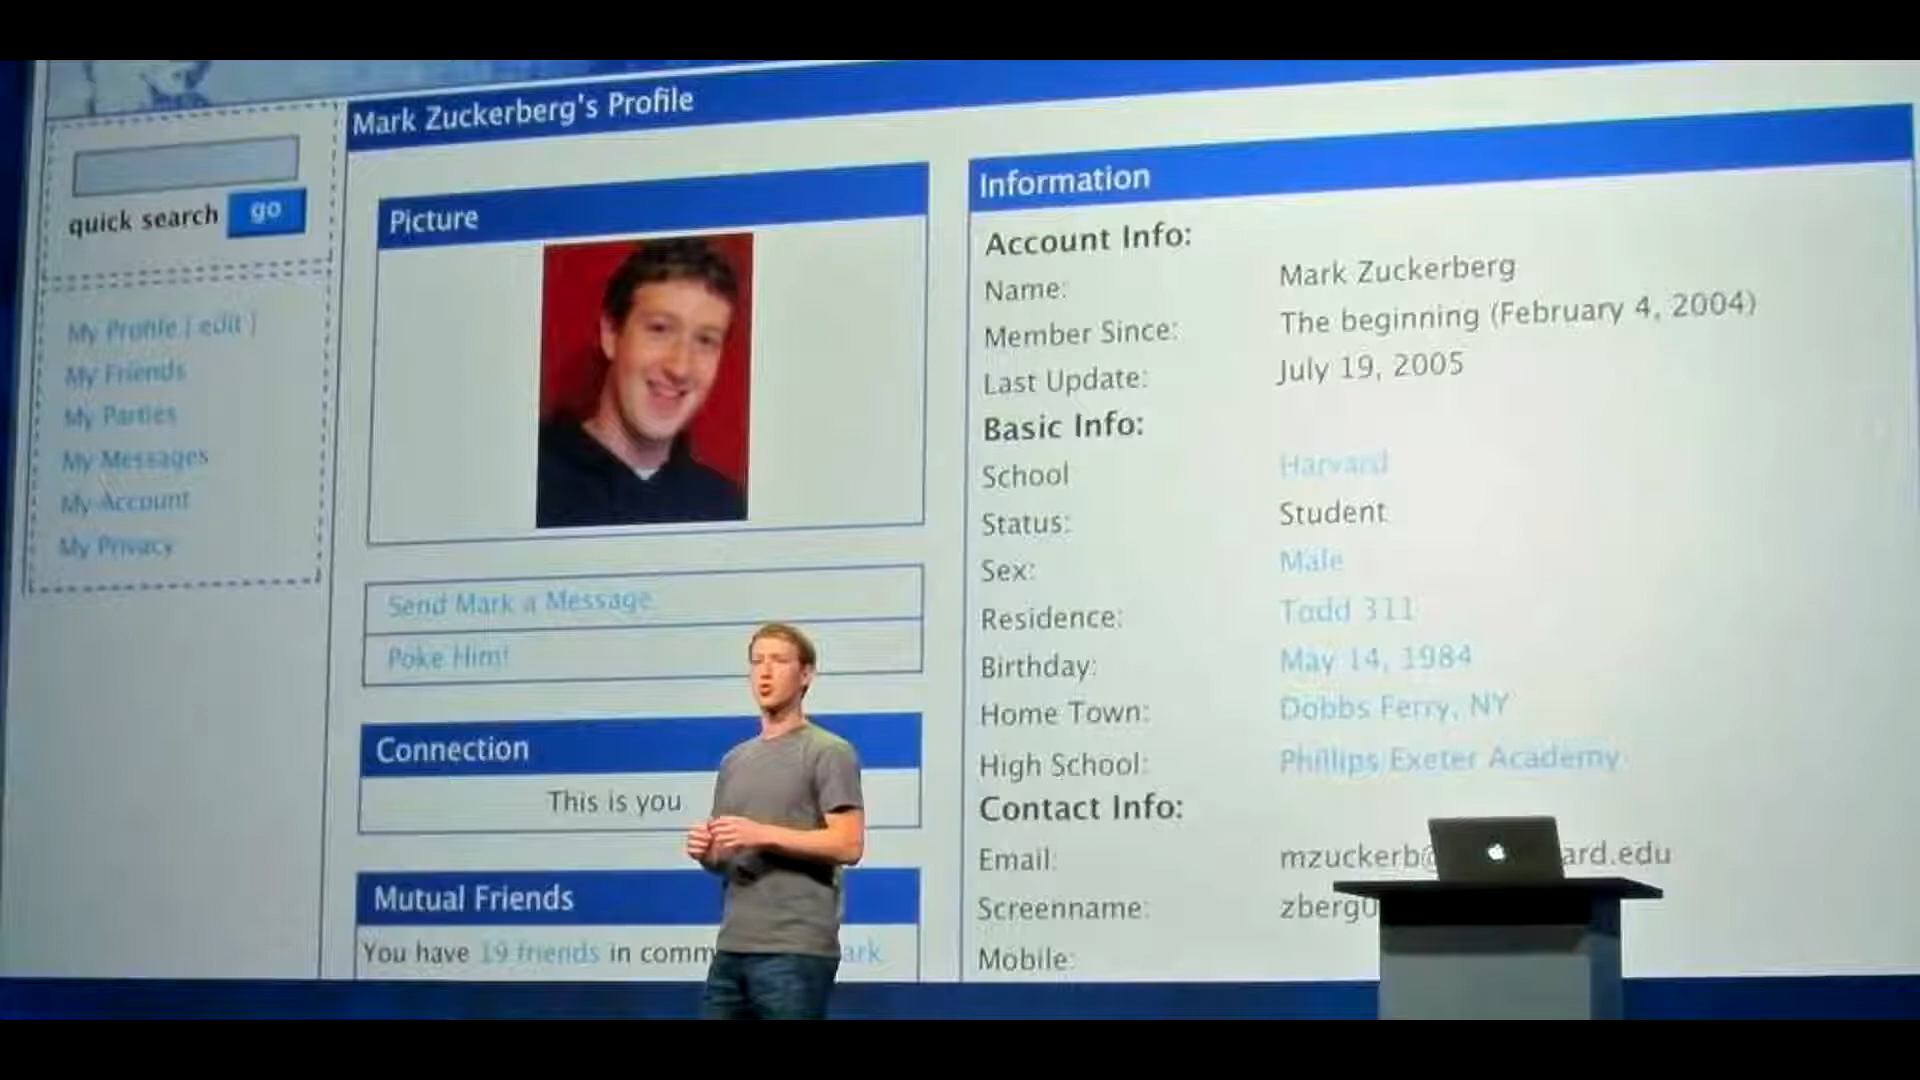 Mark Zuckerberg's Profile
quick search go
My Profile [ edit ]
My Friends
My Parties
My Messages
My Account
My Privacy
Picture
Send Mark a Message
Poke Him!
Connection
This is you
Mutual Friends
You have 19 friends in comm ark
Information
Account Info:
Name: Mark Zuckerberg
Member Since: The beginning (February 4, 2004)
Last Update: July 19, 2005
Basic Info:
School Harvard
Status: Student
Sex: Male
Residence: Todd 311
Birthday: May 14, 1984
Home Town: Dobbs Ferry, NY
High School: Phillips Exeter Academy
Contact Info:
Email: mzuckerb@ ard.edu
Screenname: zberg0
Mobile: